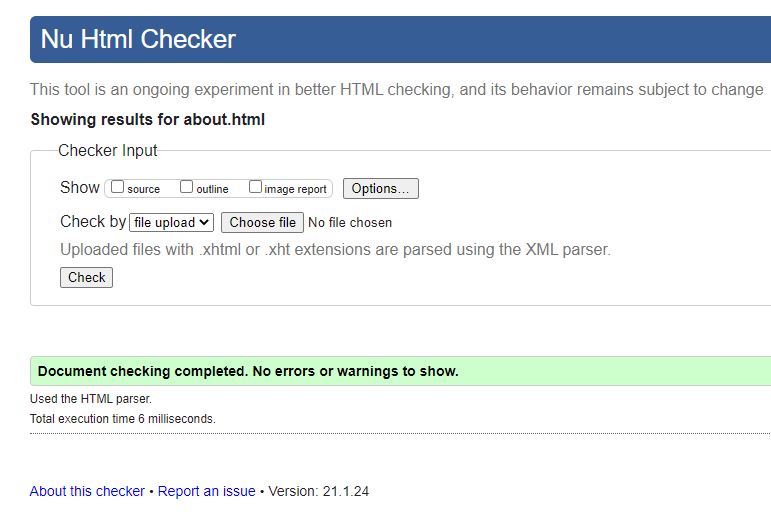 Nu Html Checker
This tool is an ongoing experiment in better HTML checking, and its behavior remains subject to change
Showing results for about.html
Checker Input
Show source outline image report Options...
Check by file upload Choose file No file chosen
Uploaded files with .xhtml or .xht extensions are parsed using the XML parser.
Check
Document checking completed. No errors or warnings to show.
Used the HTML parser.
Total execution time 6 milliseconds.
About this checker • Report an issue • Version: 21.1.24